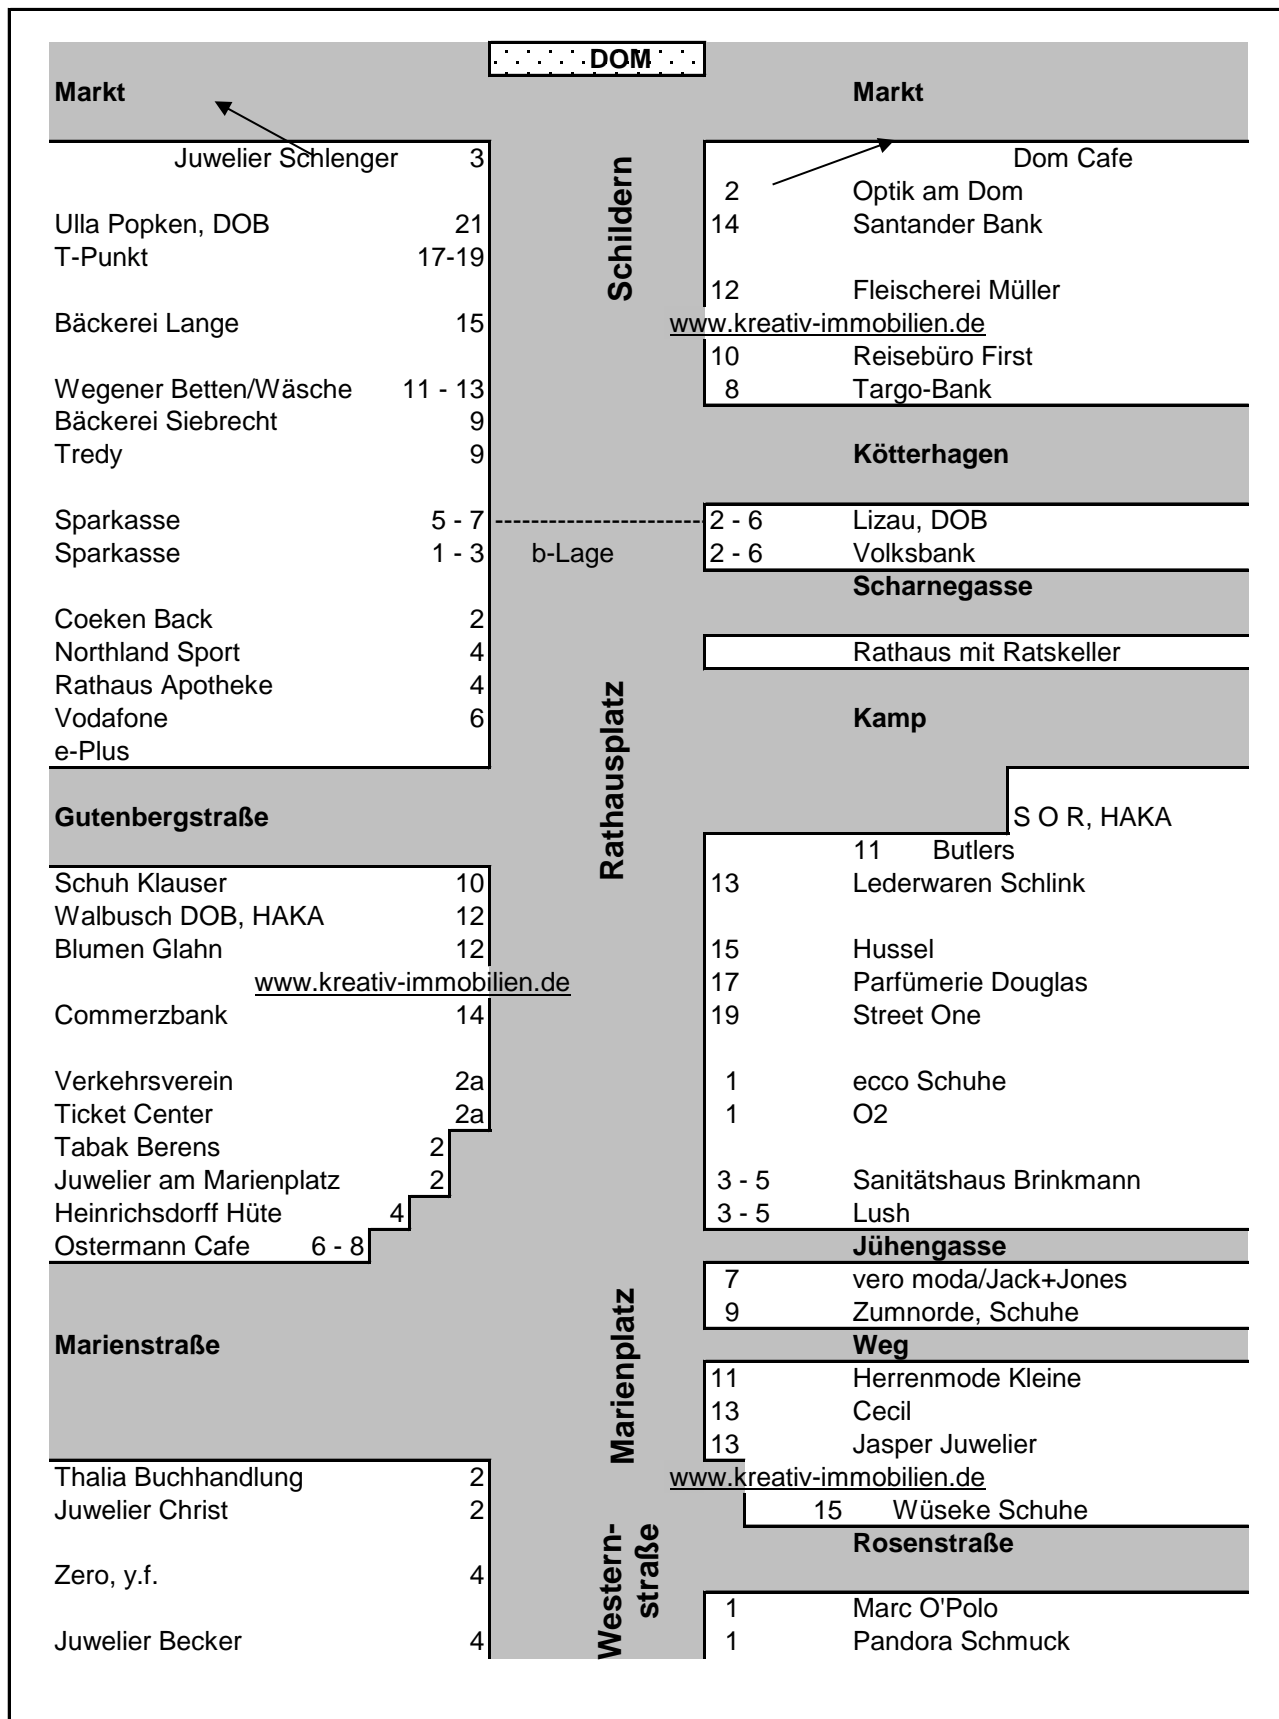 DOM
Markt Markt
Juwelier Schlenger 3 Dom Cafe
Schildern
2 Optik am Dom
Ulla Popken, DOB 21 14 Santander Bank
T-Punkt 17-19
12 Fleischerei Müller
Bäckerei Lange 15 www.kreativ-immobilien.de
10 Reisebüro First
Wegener Betten/Wäsche 11 - 13 8 Targo-Bank
Bäckerei Siebrecht 9
Tredy 9 Kötterhagen
Sparkasse 5 - 7 ----------------------- 2 - 6 Lizau, DOB
Sparkasse 1 - 3 b-Lage 2 - 6 Volksbank
Scharnegasse
Coeken Back 2
Northland Sport 4 Rathaus mit Ratskeller
Rathaus Apotheke 4
Vodafone 6 Kamp
e-Plus
Rathausplatz
Gutenbergstraße S O R, HAKA
11 Butlers
Schuh Klauser 10 13 Lederwaren Schlink
Walbusch DOB, HAKA 12
Blumen Glahn 12 15 Hussel
www.kreativ-immobilien.de 17 Parfümerie Douglas
Commerzbank 14 19 Street One
Verkehrsverein 2a 1 ecco Schuhe
Ticket Center 2a 1 O2
Tabak Berens 2
Juwelier am Marienplatz 2 3 - 5 Sanitätshaus Brinkmann
Heinrichsdorff Hüte 4 3 - 5 Lush
Ostermann Cafe 6 - 8 Jühengasse
7 vero moda/Jack+Jones
9 Zumnorde, Schuhe
Marienstraße Weg
Marienplatz
11 Herrenmode Kleine
13 Cecil
13 Jasper Juwelier
Thalia Buchhandlung 2 www.kreativ-immobilien.de
Juwelier Christ 2 15 Wüseke Schuhe
Rosenstraße
Western-
straße
Zero, y.f. 4
1 Marc O'Polo
Juwelier Becker 4 1 Pandora Schmuck